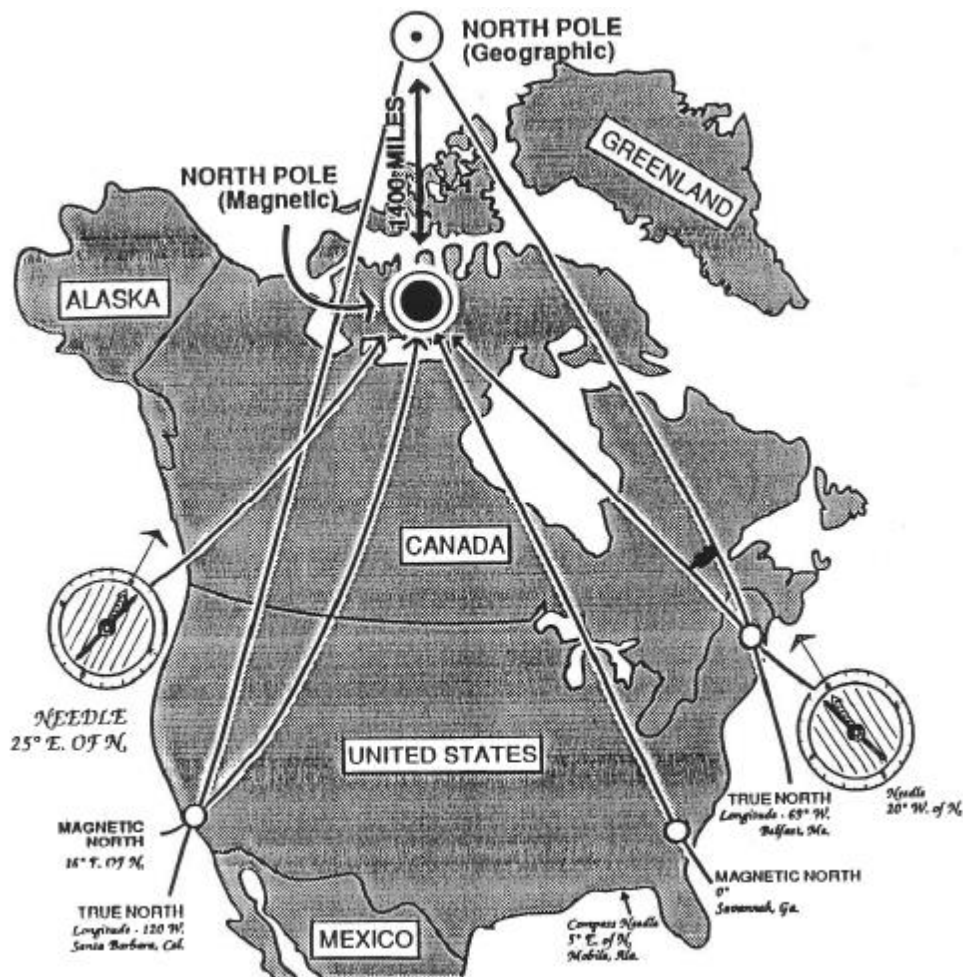 NORTH POLE
(Geographic)
1400 MILES
GREENLAND
NORTH POLE
(Magnetic)
ALASKA
CANADA
NEEDLE
25° E. OF N.
UNITED STATES
Needle
20° W. of N.
TRUE NORTH
Longitude - 69° W.
Belfast, Me.
MAGNETIC
NORTH
16° E. OF N.
MAGNETIC NORTH
0°
Savannah, Ga.
TRUE NORTH
Longitude - 120 W.
Santa Barbara, Cal.
MEXICO
Compass Needle
5° E. of N.
Mobile, Ala.